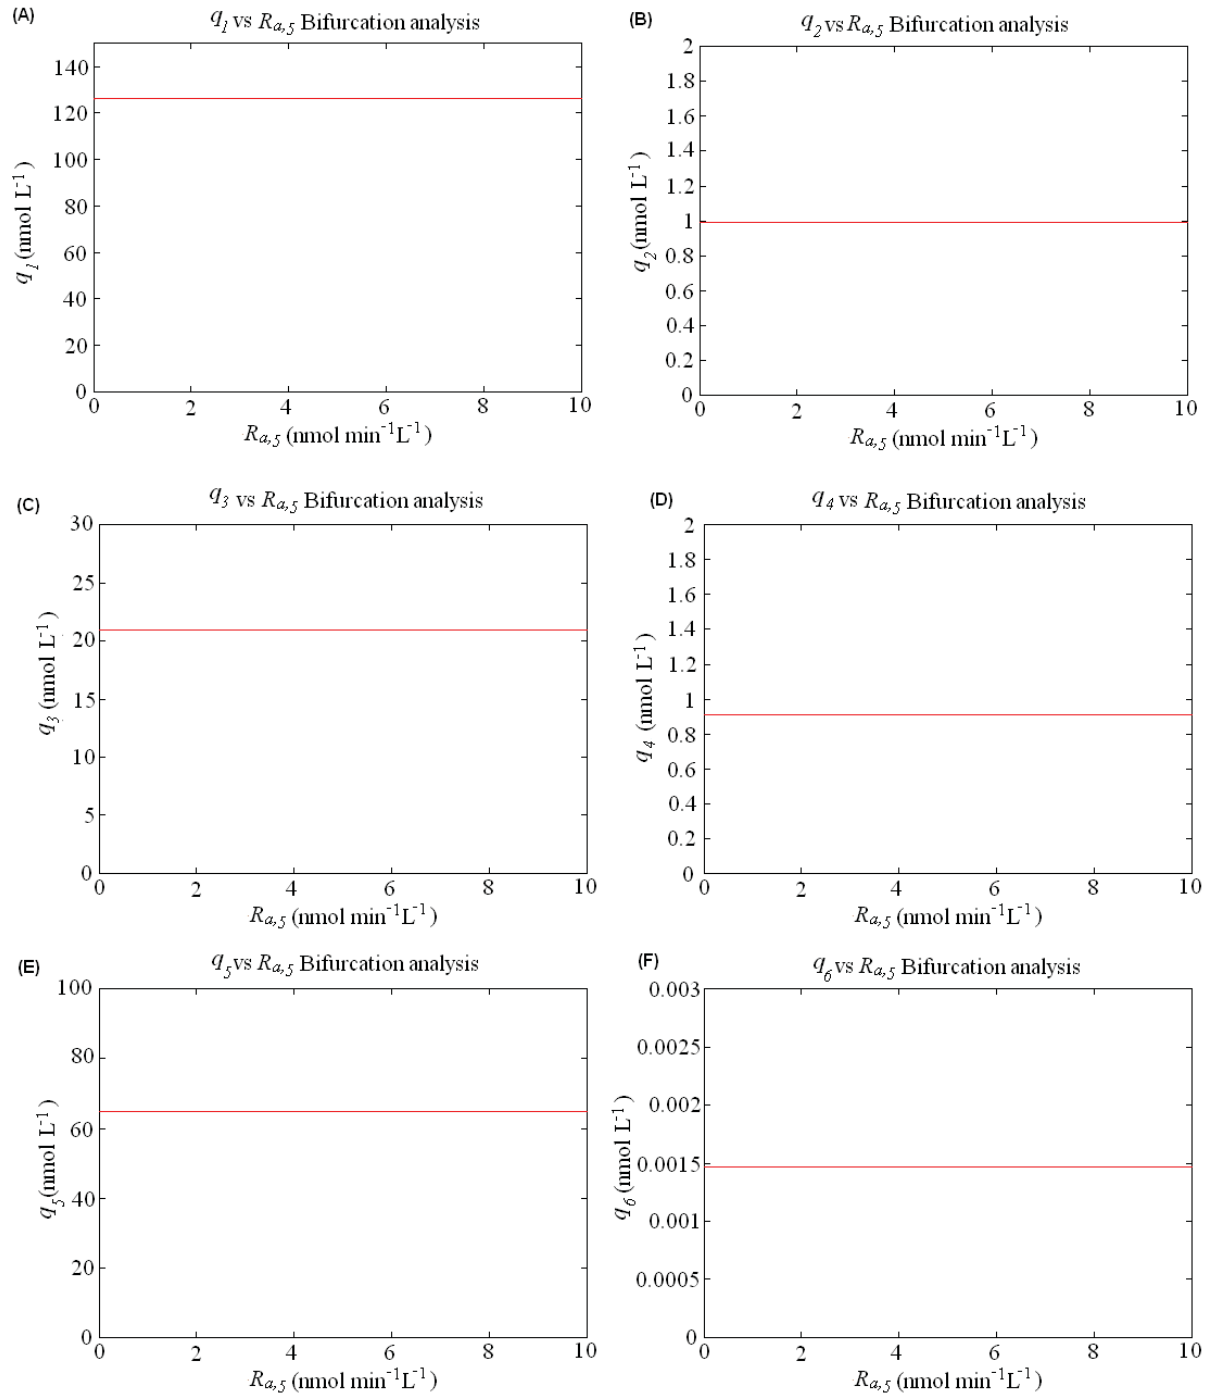 (A) q1 vs Ra,5 Bifurcation analysis
140
120
100
80
60
40
20
0
q1 (nmol L-1)
0 2 4 6 8 10
Ra,5 (nmol min-1L-1)
(B) q2 vs Ra,5 Bifurcation analysis
2
1.8
1.6
1.4
1.2
1
0.8
0.6
0.4
0.2
0
q2 (nmol L-1)
0 2 4 6 8 10
Ra,5 (nmol min-1L-1)
(C) q3 vs Ra,5 Bifurcation analysis
30
25
20
15
10
5
0
q3 (nmol L-1)
0 2 4 6 8 10
Ra,5 (nmol min-1L-1)
(D) q4 vs Ra,5 Bifurcation analysis
2
1.8
1.6
1.4
1.2
1
0.8
0.6
0.4
0.2
0
q4 (nmol L-1)
0 2 4 6 8 10
Ra,5 (nmol min-1L-1)
(E) q5 vs Ra,5 Bifurcation analysis
100
80
60
40
20
0
q5 (nmol L-1)
0 2 4 6 8 10
Ra,5 (nmol min-1L-1)
(F) q6 vs Ra,5 Bifurcation analysis
0.003
0.0025
0.002
0.0015
0.001
0.0005
0
q6 (nmol L-1)
0 2 4 6 8 10
Ra,5 (nmol min-1L-1)